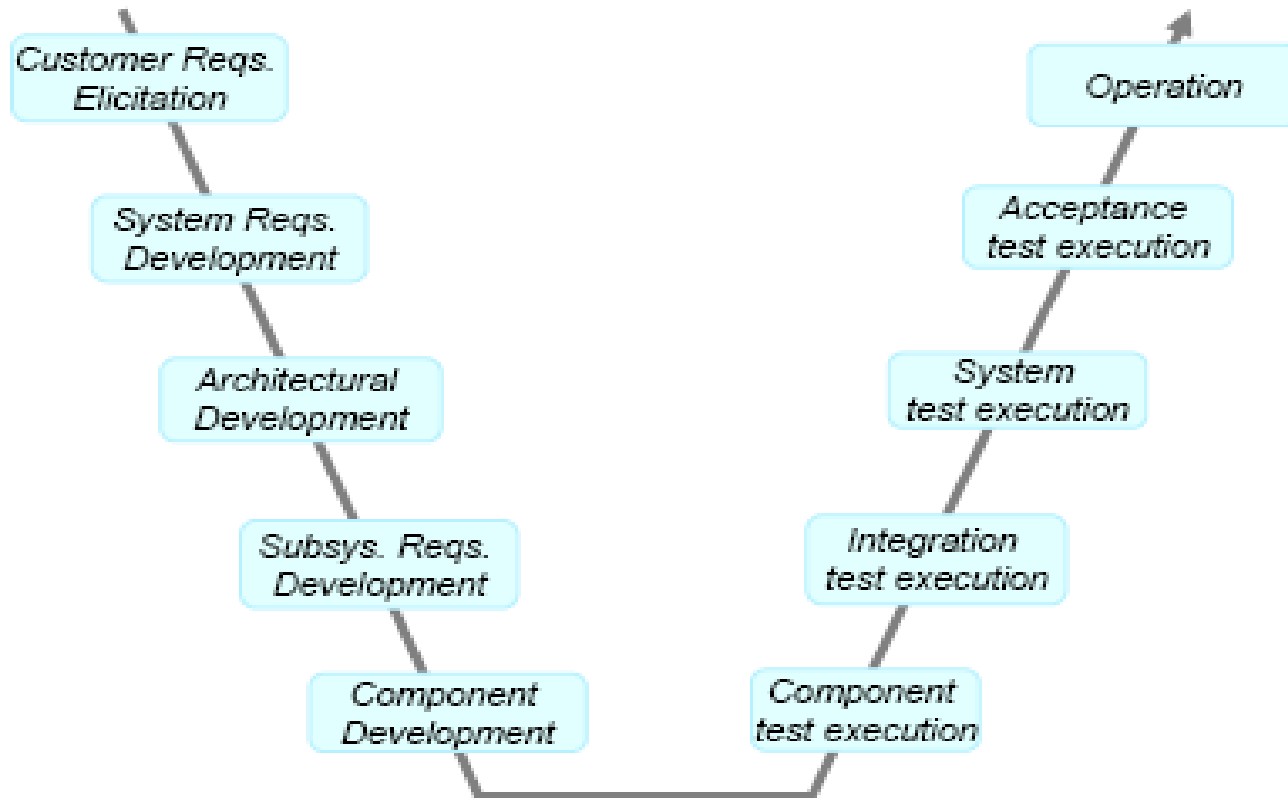 Customer Reqs.
Elicitation
System Reqs.
Development
Architectural
Development
Subsys. Reqs.
Development
Component
Development
Component
test execution
Integration
test execution
System
test execution
Acceptance
test execution
Operation